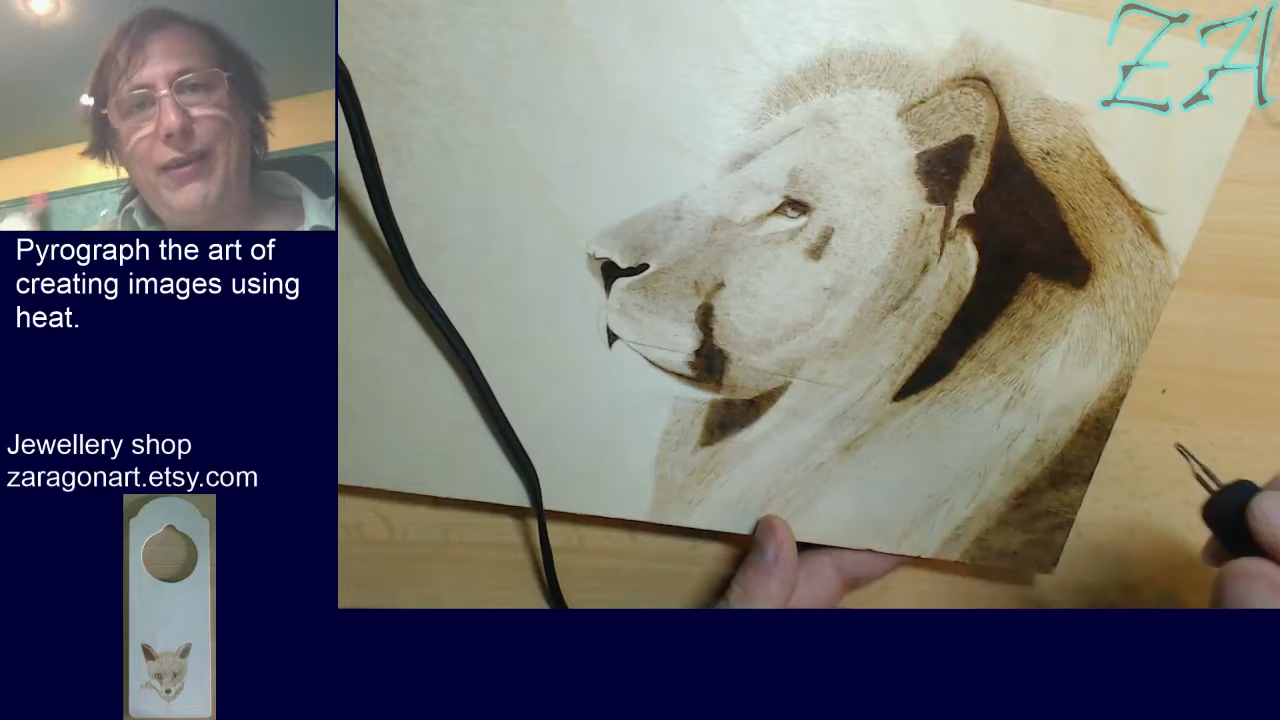 ZA
Pyrograph the art of
creating images using
heat.
Jewellery shop
zaragonart.etsy.com